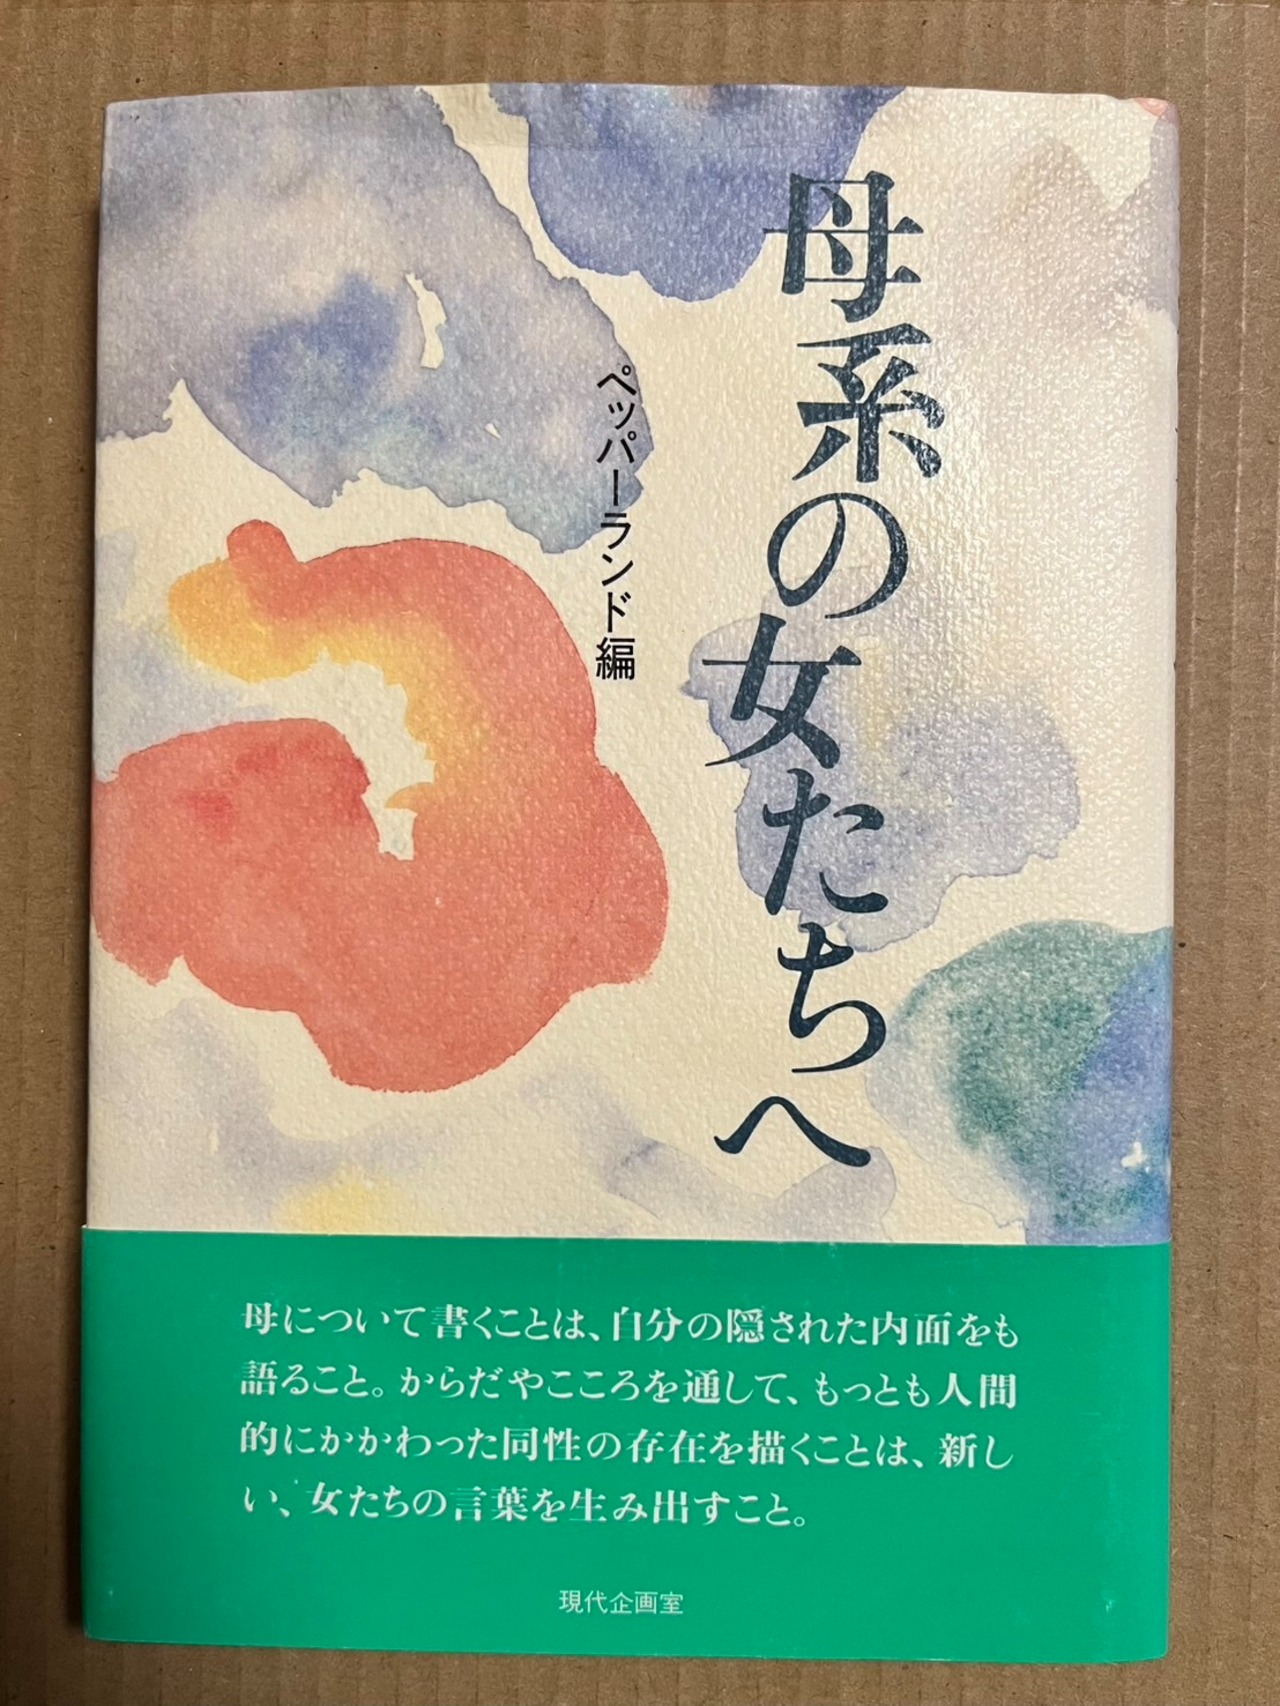 母系の女たちへ
ペッパーランド編
母について書くことは、自分の隠された内面をも
語ること。からだやこころを通して、もっとも人間
的にかかわった同性の存在を描くことは、新し
い、女たちの言葉を生み出すこと。
現代企画室